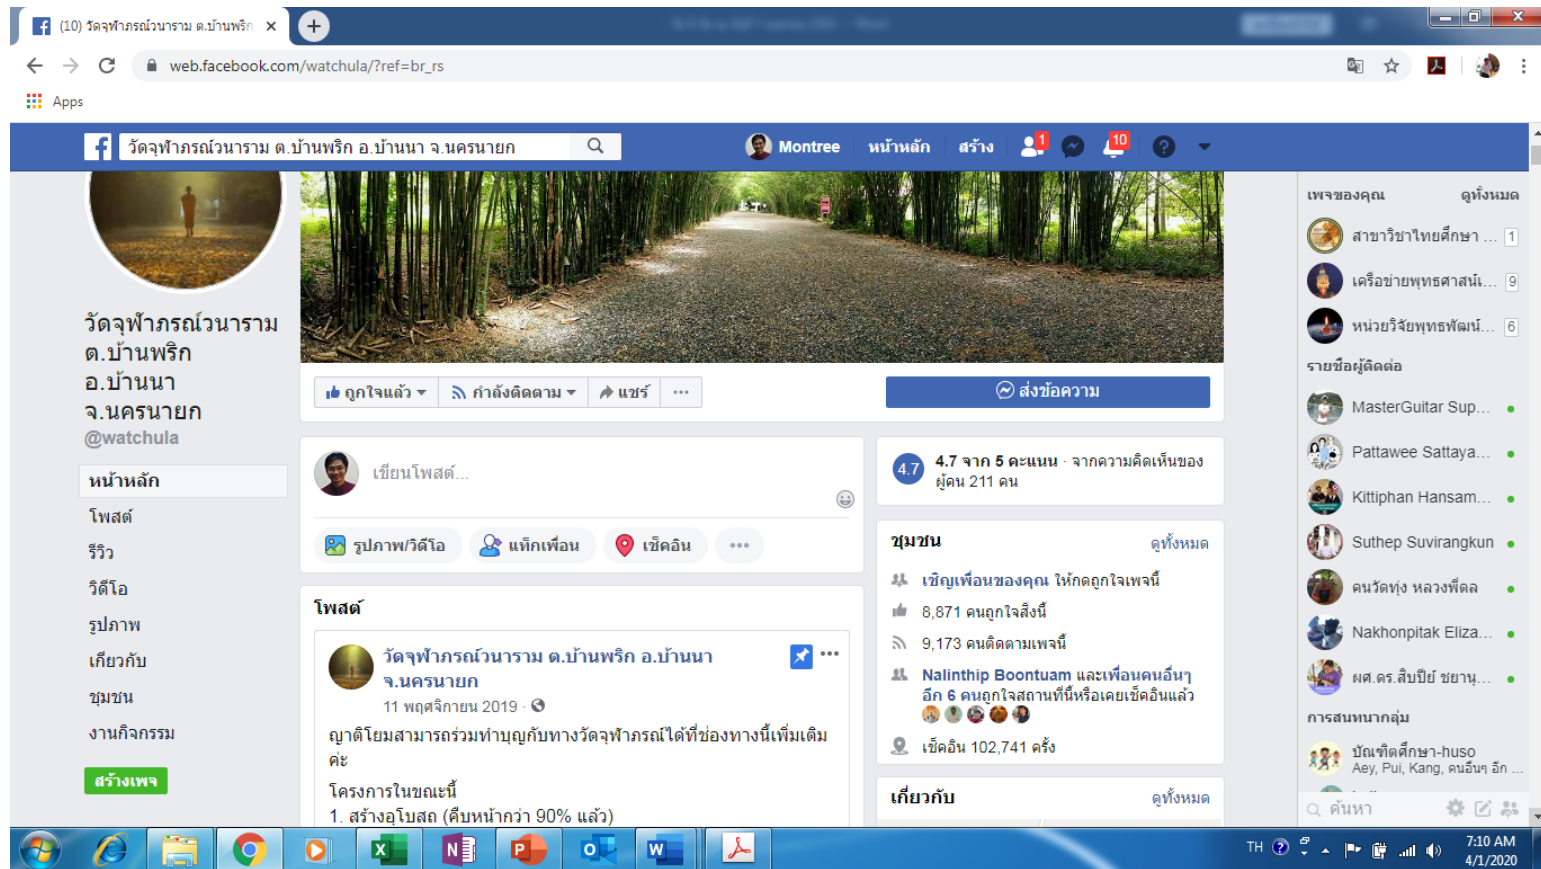 (10) วัดจุฬาภรณ์วนาราม ต.บ้านพริก
web.facebook.com/watchula/?ref=br_rs
Apps
วัดจุฬาภรณ์วนาราม ต.บ้านพริก อ.บ้านนา จ.นครนายก
Montree
หน้าหลัก
สร้าง
1
10
วัดจุฬาภรณ์วนาราม
ต.บ้านพริก
อ.บ้านนา
จ.นครนายก
@watchula
หน้าหลัก
โพสต์
รีวิว
วิดีโอ
รูปภาพ
เกี่ยวกับ
ชุมชน
งานกิจกรรม
สร้างเพจ
ถูกใจแล้ว
กำลังติดตาม
แชร์
ส่งข้อความ
เขียนโพสต์...
รูปภาพ/วิดีโอ
แท็กเพื่อน
เช็คอิน
โพสต์
วัดจุฬาภรณ์วนาราม ต.บ้านพริก อ.บ้านนา
จ.นครนายก
11 พฤศจิกายน 2019 ·
ญาติโยมสามารถร่วมทำบุญกับทางวัดจุฬาภรณ์ได้ที่ช่องทางนี้เพิ่มเติม
ค่ะ
โครงการในขณะนี้
1. สร้างอุโบสถ (คืบหน้ากว่า 90% แล้ว)
4.7
4.7 จาก 5 คะแนน · จากความคิดเห็นของ
ผู้คน 211 คน
ชุมชน
ดูทั้งหมด
เชิญเพื่อนของคุณ ให้กดถูกใจเพจนี้
8,871 คนถูกใจสิ่งนี้
9,173 คนติดตามเพจนี้
Nalinthip Boontuam และเพื่อนคนอื่นๆ
อีก 6 คนถูกใจสถานที่นี้หรือเคยเช็คอินแล้ว
เช็คอิน 102,741 ครั้ง
เกี่ยวกับ
ดูทั้งหมด
เพจของคุณ
ดูทั้งหมด
สาขาวิชาไทยศึกษา ... 1
เครือข่ายพุทธศาสน์เ... 9
หน่วยวิจัยพุทธพัฒน์... 6
รายชื่อผู้ติดต่อ
MasterGuitar Sup...
Pattawee Sattaya...
Kittiphan Hansam...
Suthep Suvirangkun
คนวัดทุ่ง หลวงพี่ดล
Nakhonpitak Eliza...
ผศ.ดร.สิบปีย์ ชยานุ...
การสนทนากลุ่ม
บัณฑิตศึกษา-huso
Aey, Pui, Kang, คนอื่นๆ อีก ...
ค้นหา
TH
7:10 AM
4/1/2020